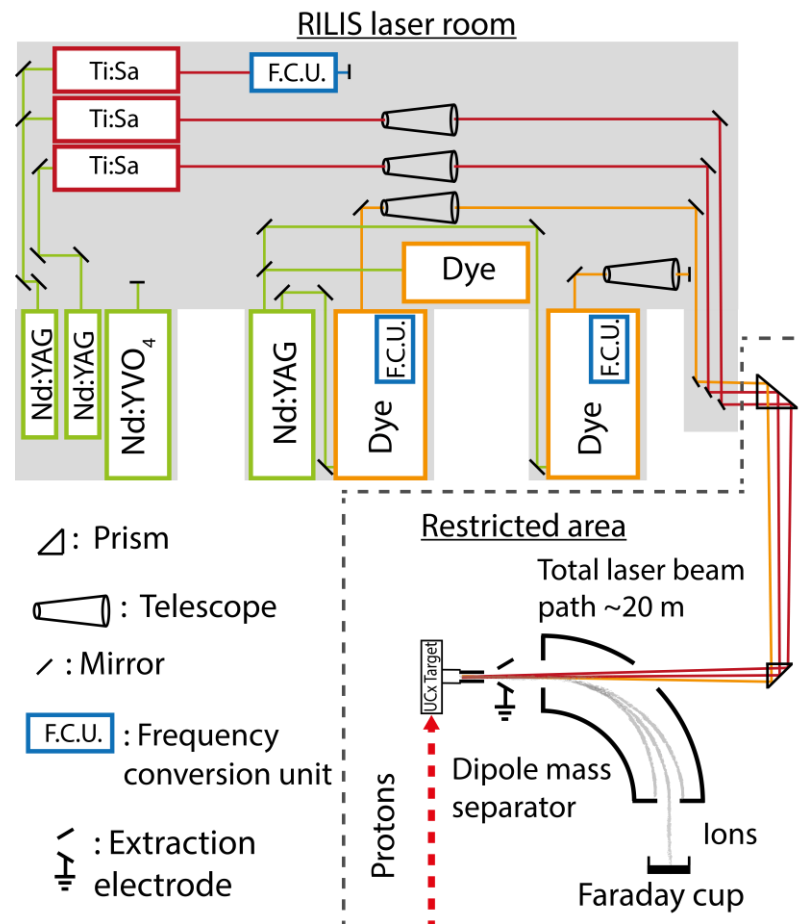 RILIS laser room
Ti:Sa
F.C.U.
Ti:Sa
Ti:Sa
Dye
Nd:YAG
Nd:YAG
Nd:YVO₄
Nd:YAG
Dye
F.C.U.
Dye
F.C.U.
Restricted area
: Prism
Total laser beam
path ~20 m
: Telescope
: Mirror
UCx Target
F.C.U.
: Frequency
conversion unit
Dipole mass
separator
Protons
: Extraction
electrode
Ions
Faraday cup